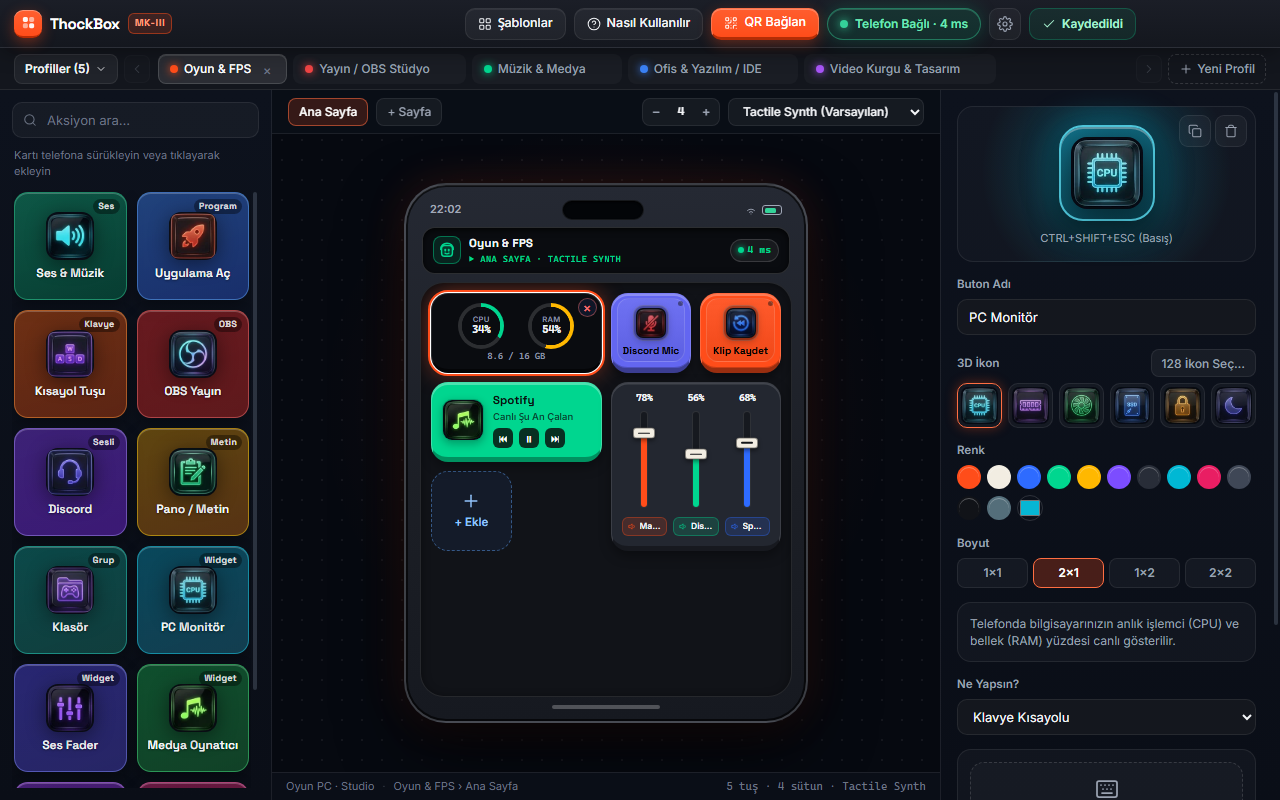 ThockBox MK-III
Şablonlar
Nasıl Kullanılır
QR Bağlan
Telefon Bağlı · 4 ms
Kaydedildi
Profiller (5)
Oyun & FPS ×
Yayın / OBS Stüdyo
Müzik & Medya
Ofis & Yazılım / IDE
Video Kurgu & Tasarım
+ Yeni Profil
Aksiyon ara...
Kartı telefona sürükleyin veya tıklayarak
ekleyin
Ses
Ses & Müzik
Program
Uygulama Aç
Klavye
W
A S D
Kısayol Tuşu
OBS
OBS Yayın
Sesli
Discord
Metin
Pano / Metin
Grup
Klasör
Widget
CPU
PC Monitör
Widget
Ses Fader
Widget
Medya Oynatıcı
Ana Sayfa
+ Sayfa
− 4 +
Tactile Synth (Varsayılan)
22:02
Oyun & FPS
ANA SAYFA · TACTILE SYNTH
4 ms
CPU
34%
RAM
54%
8.6 / 16 GB
Discord Mic
Klip Kaydet
Spotify
Canlı Şu An Çalan
78%
56%
68%
Ma...
Dis...
Sp...
+
+ Ekle
Oyun PC · Studio · Oyun & FPS › Ana Sayfa
5 tuş · 4 sütun · Tactile Synth
CPU
CTRL+SHIFT+ESC (Basış)
Buton Adı
PC Monitör
3D İkon
128 İkon Seç...
CPU
SSD
Renk
Boyut
1×1
2×1
1×2
2×2
Telefonda bilgisayarınızın anlık işlemci (CPU) ve
bellek (RAM) yüzdesi canlı gösterilir.
Ne Yapsın?
Klavye Kısayolu